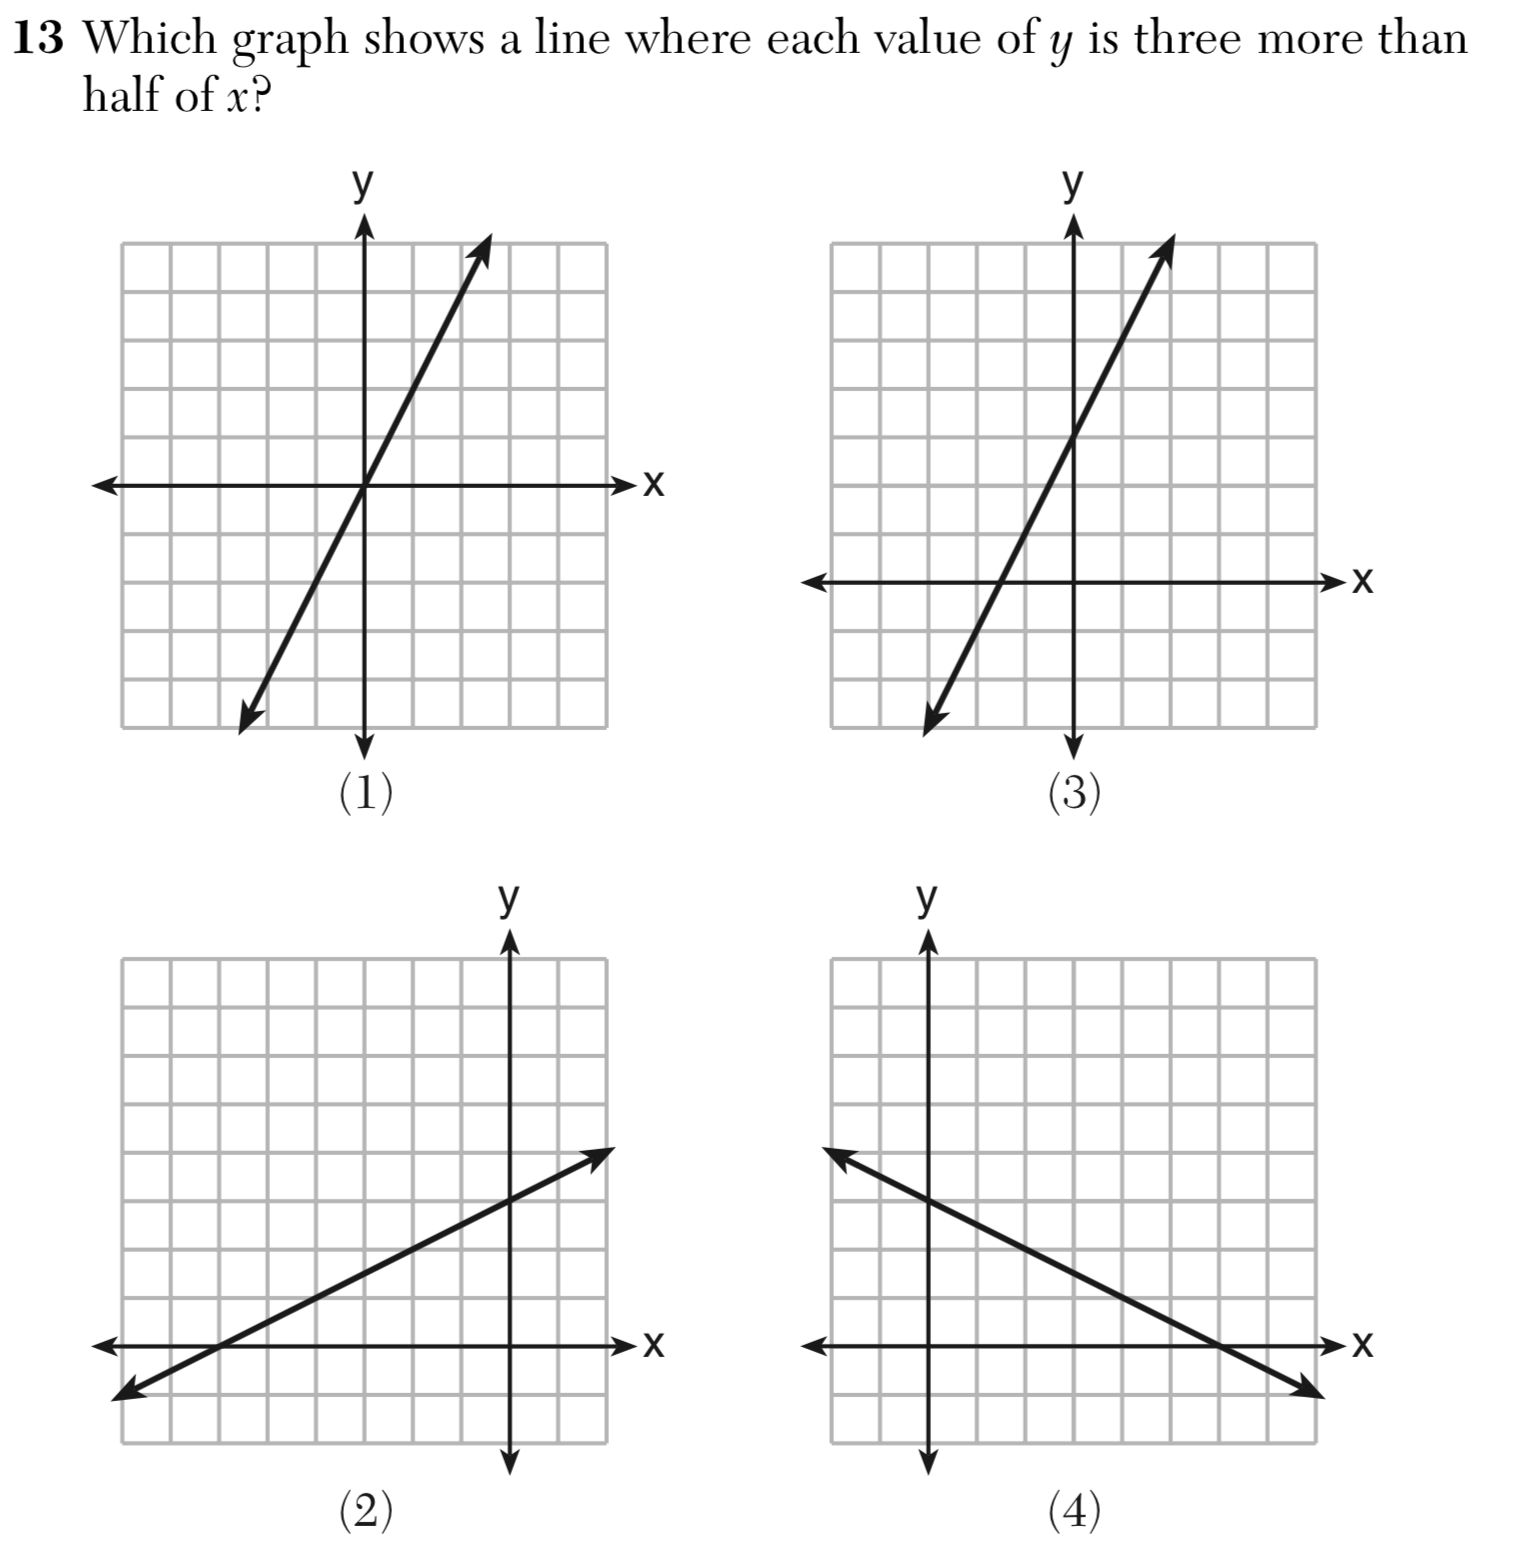 13 Which graph shows a line where each value of y is three more than
half of x?
y
x
(1)
y
x
(3)
y
x
(2)
y
x
(4)